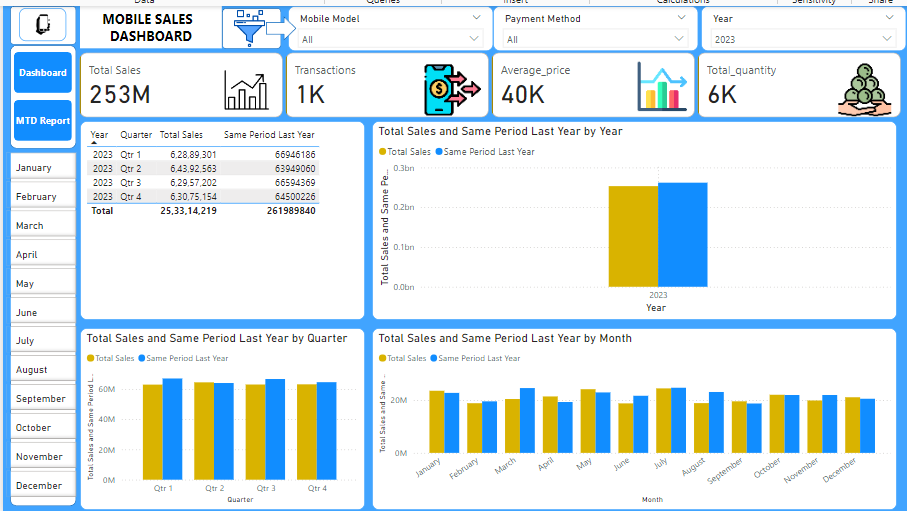 Data Queries Insert Calculations Sensitivity Share
MOBILE SALES
DASHBOARD
Mobile Model
All
Payment Method
All
Year
2023
Dashboard
MTD Report
January
February
March
April
May
June
July
August
September
October
November
December
Total Sales
253M
Transactions
1K
Average_price
40K
Total_quantity
6K
Year Quarter Total Sales Same Period Last Year
2023 Qtr 1 6,28,89,301 66946186
2023 Qtr 2 6,43,92,563 63949060
2023 Qtr 3 6,29,57,202 66594369
2023 Qtr 4 6,30,75,154 64500226
Total 25,33,14,219 261989840
Total Sales and Same Period Last Year by Year
Total Sales Same Period Last Year
Total Sales and Same Pe...
0.3bn
0.2bn
0.1bn
0.0bn
2023
Year
Total Sales and Same Period Last Year by Quarter
Total Sales Same Period Last Year
Total Sales and Same Period L...
60M
40M
20M
0M
Qtr 1 Qtr 2 Qtr 3 Qtr 4
Quarter
Total Sales and Same Period Last Year by Month
Total Sales Same Period Last Year
Total Sales and Same ...
20M
0M
January February March April May June July August September October November December
Month